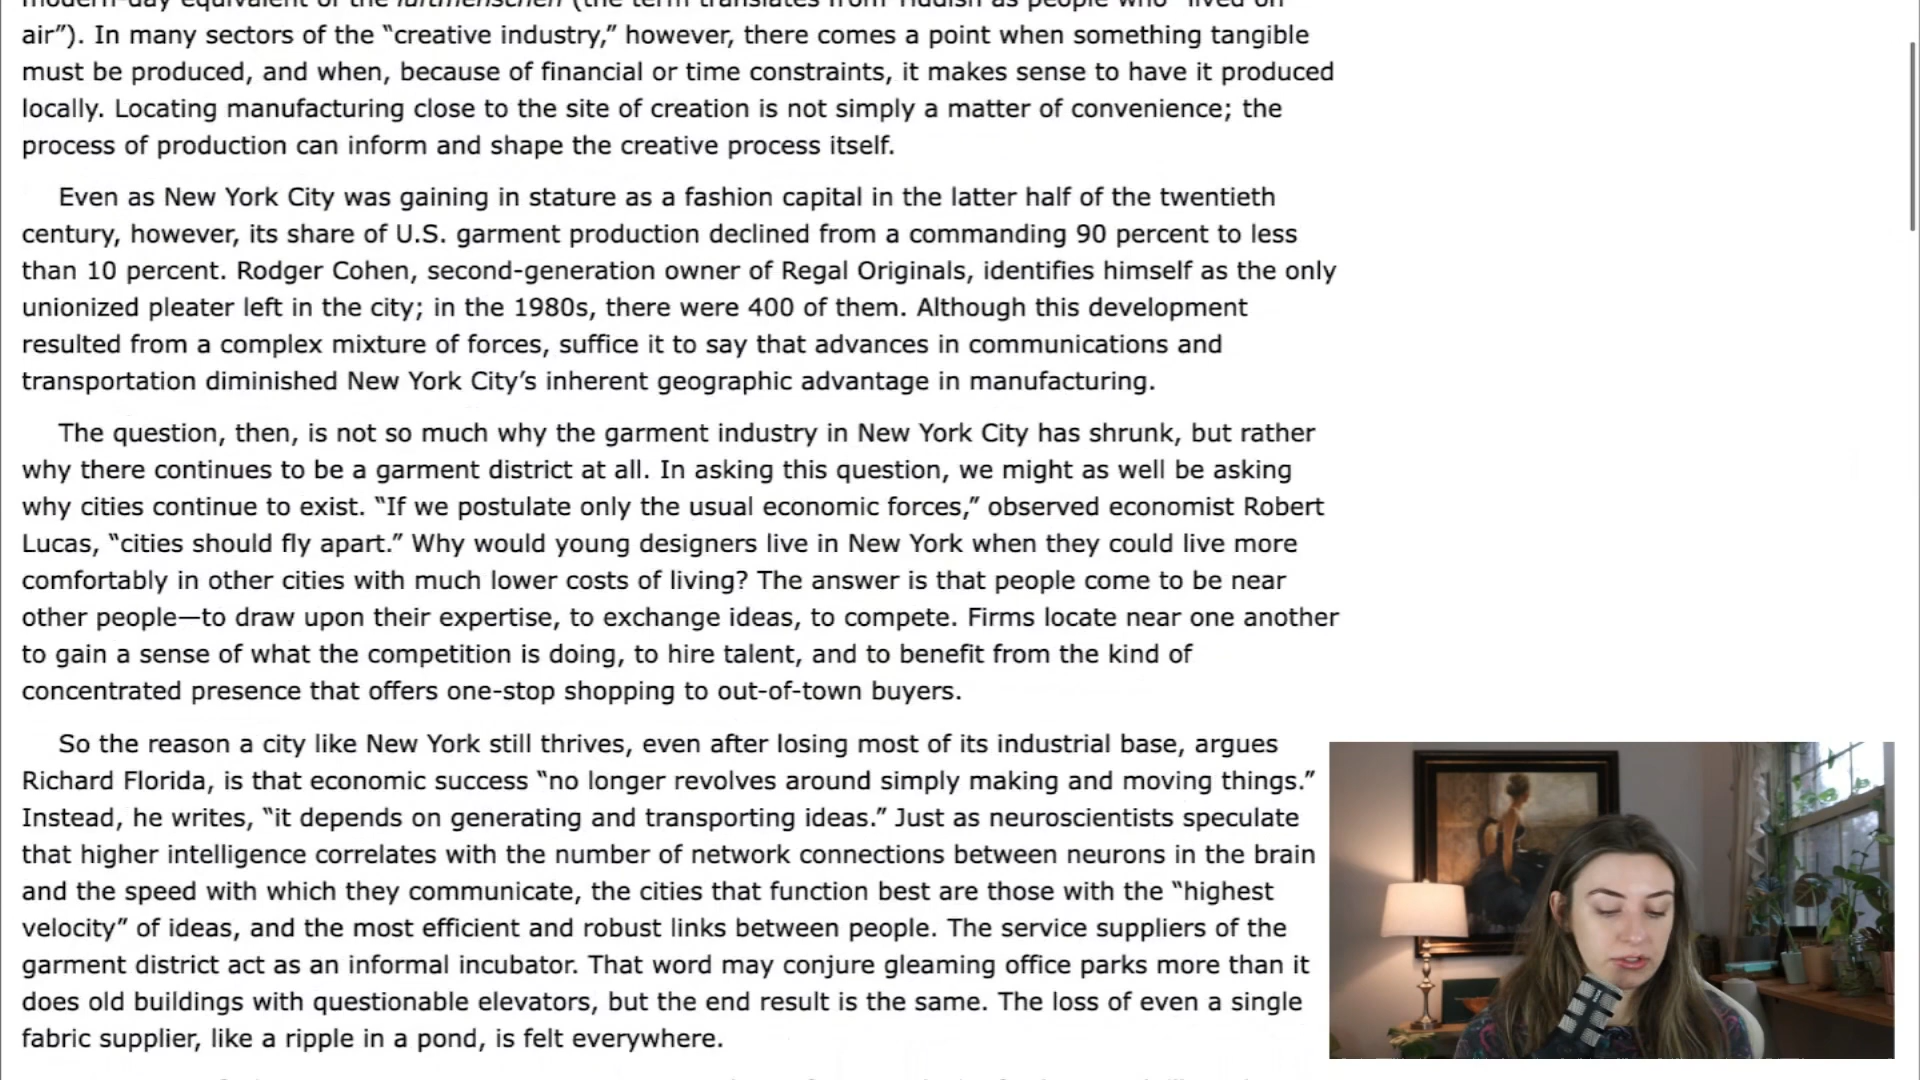 modern-day equivalent of the luftmenschen (the term translates from Yiddish as people who “lived on
air”). In many sectors of the “creative industry,” however, there comes a point when something tangible
must be produced, and when, because of financial or time constraints, it makes sense to have it produced
locally. Locating manufacturing close to the site of creation is not simply a matter of convenience; the
process of production can inform and shape the creative process itself.
Even as New York City was gaining in stature as a fashion capital in the latter half of the twentieth
century, however, its share of U.S. garment production declined from a commanding 90 percent to less
than 10 percent. Rodger Cohen, second-generation owner of Regal Originals, identifies himself as the only
unionized pleater left in the city; in the 1980s, there were 400 of them. Although this development
resulted from a complex mixture of forces, suffice it to say that advances in communications and
transportation diminished New York City’s inherent geographic advantage in manufacturing.
The question, then, is not so much why the garment industry in New York City has shrunk, but rather
why there continues to be a garment district at all. In asking this question, we might as well be asking
why cities continue to exist. “If we postulate only the usual economic forces,” observed economist Robert
Lucas, “cities should fly apart.” Why would young designers live in New York when they could live more
comfortably in other cities with much lower costs of living? The answer is that people come to be near
other people—to draw upon their expertise, to exchange ideas, to compete. Firms locate near one another
to gain a sense of what the competition is doing, to hire talent, and to benefit from the kind of
concentrated presence that offers one-stop shopping to out-of-town buyers.
So the reason a city like New York still thrives, even after losing most of its industrial base, argues
Richard Florida, is that economic success “no longer revolves around simply making and moving things.”
Instead, he writes, “it depends on generating and transporting ideas.” Just as neuroscientists speculate
that higher intelligence correlates with the number of network connections between neurons in the brain
and the speed with which they communicate, the cities that function best are those with the “highest
velocity” of ideas, and the most efficient and robust links between people. The service suppliers of the
garment district act as an informal incubator. That word may conjure gleaming office parks more than it
does old buildings with questionable elevators, but the end result is the same. The loss of even a single
fabric supplier, like a ripple in a pond, is felt everywhere.